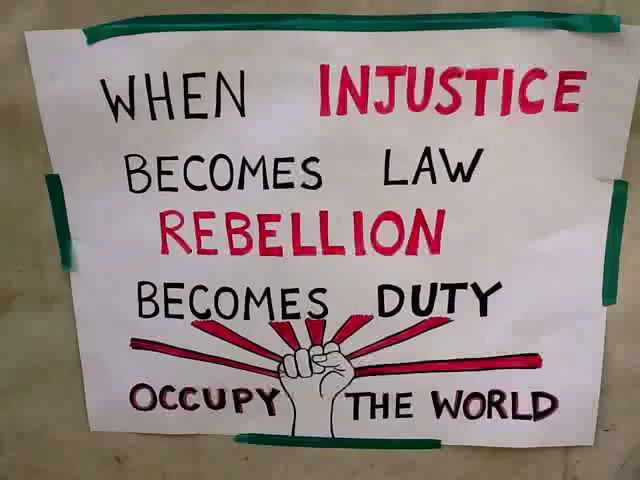 WHEN INJUSTICE
BECOMES LAW
REBELLION
BECOMES DUTY
OCCUPY THE WORLD